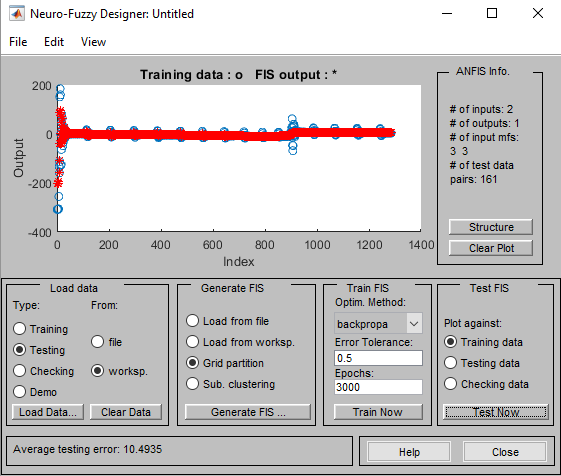 Neuro-Fuzzy Designer: Untitled
File Edit View
Training data : o FIS output : *
200
0
-200
-400
Output
0 200 400 600 800 1000 1200 1400
Index
ANFIS Info.
# of inputs: 2
# of outputs: 1
# of input mfs:
3 3
# of test data
pairs: 161
Structure
Clear Plot
Load data
Type: From:
Training
Testing
Checking
Demo
file
worksp.
Load Data... Clear Data
Generate FIS
Load from file
Load from worksp.
Grid partition
Sub. clustering
Generate FIS ...
Train FIS
Optim. Method:
backpropa
Error Tolerance:
0.5
Epochs:
3000
Train Now
Test FIS
Plot against:
Training data
Testing data
Checking data
Test Now
Average testing error: 10.4935
Help Close